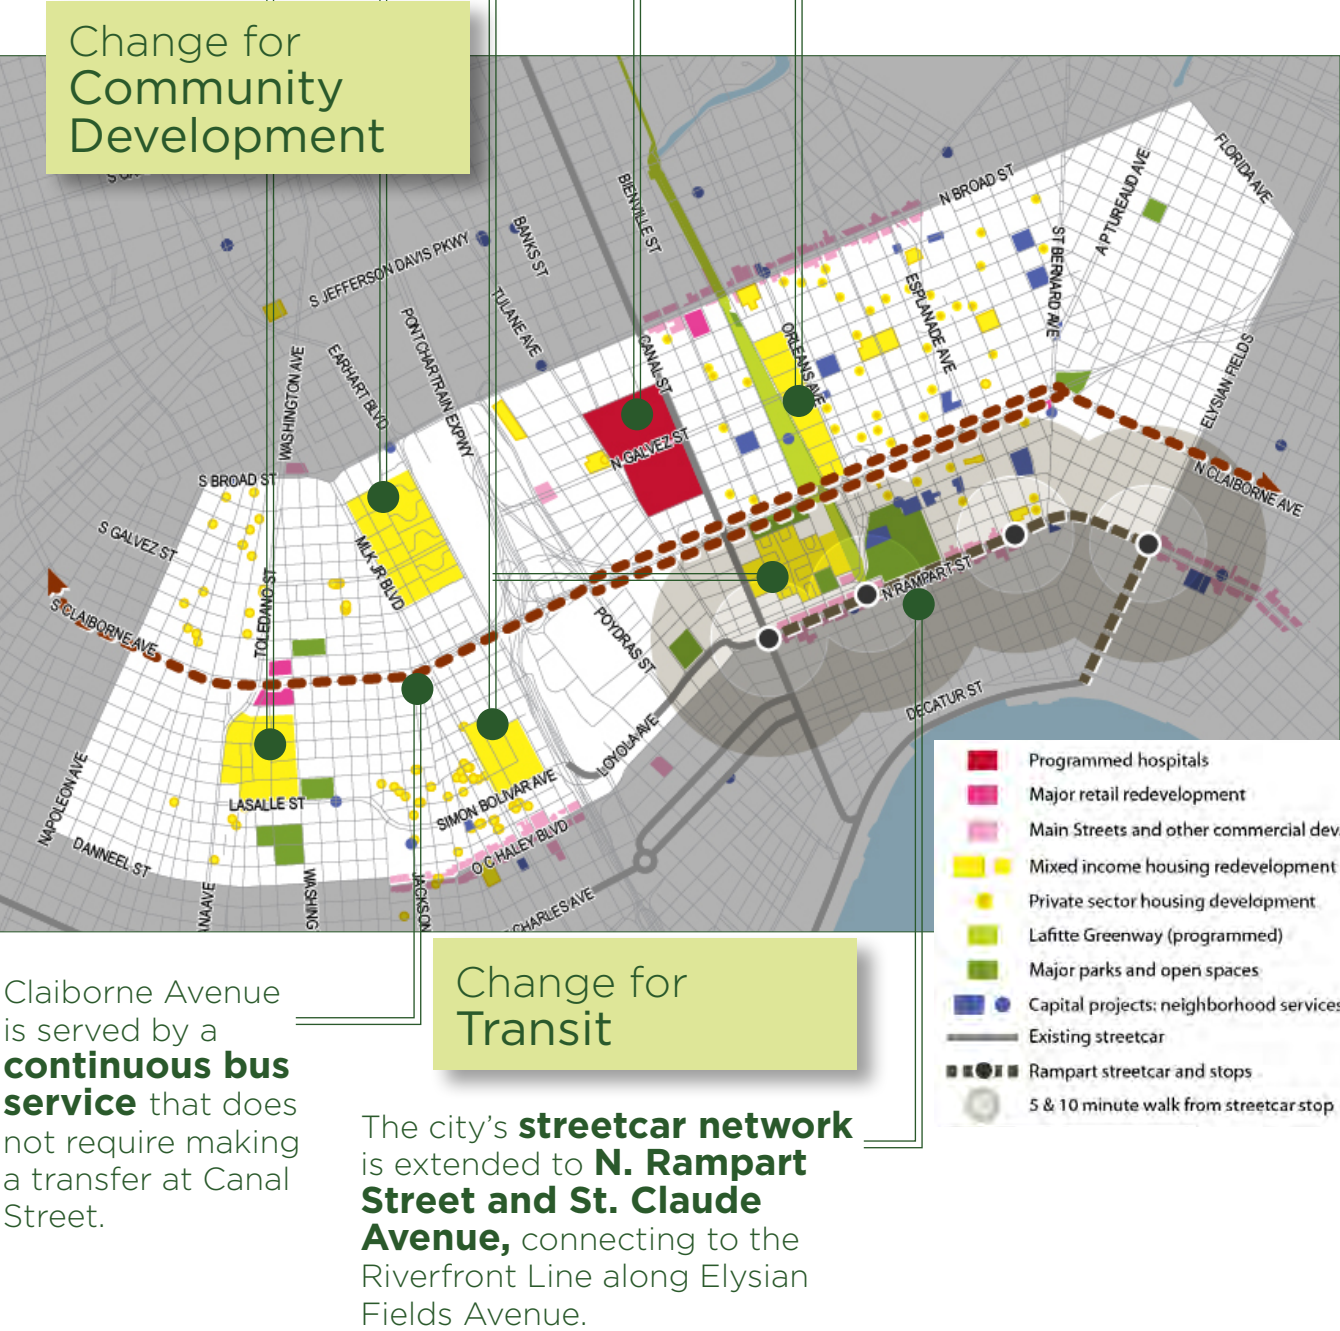 Change for
Community
Development
S JEFFERSON DAVIS PKWY
BANKS ST
BIENVILLE ST
N BROAD ST
A P TUREAUD AVE
FLORIDA AVE
ST BERNARD AVE
ESPLANADE AVE
ELYSIAN FIELDS
TULANE AVE
PONTCHARTRAIN EXPWY
EARHART BLVD
WASHINGTON AVE
CANAL ST
ORLEANS AVE
N GALVEZ ST
S BROAD ST
S GALVEZ ST
MLK JR BLVD
TOLEDANO ST
N CLAIBORNE AVE
S CLAIBORNE AVE
POYDRAS ST
N RAMPART ST
DECATUR ST
LOYOLA AVE
NAPOLEON AVE
LASALLE ST
SIMON BOLIVAR AVE
DANNEEL ST
O C HALEY BLVD
NA AVE
WASHING
JACKSON
CHARLES AVE
Programmed hospitals
Major retail redevelopment
Main Streets and other commercial dev.
Mixed income housing redevelopment
Private sector housing development
Lafitte Greenway (programmed)
Major parks and open spaces
Capital projects: neighborhood services
Existing streetcar
Rampart streetcar and stops
5 & 10 minute walk from streetcar stop
Claiborne Avenue
is served by a
continuous bus
service that does
not require making
a transfer at Canal
Street.
Change for
Transit
The city's streetcar network
is extended to N. Rampart
Street and St. Claude
Avenue, connecting to the
Riverfront Line along Elysian
Fields Avenue.